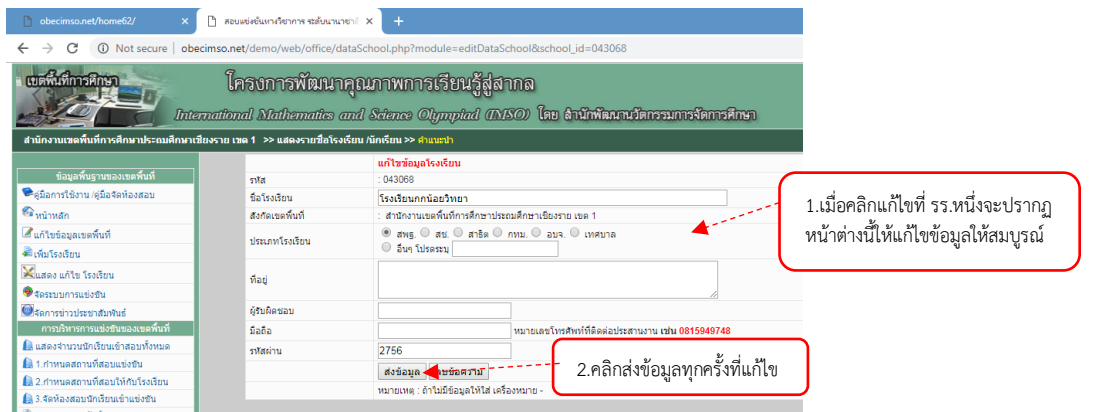 obecimso.net/home62/
สอบแข่งขันทางวิชาการ ระดับนานาชาติ
Not secure | obecimso.net/demo/web/office/dataSchool.php?module=editDataSchool&school_id=043068
เขตพื้นที่การศึกษา
โครงการพัฒนาคุณภาพการเรียนรู้สู่สากล
International Mathematics and Science Olympiad (IMSO) โดย สำนักพัฒนานวัตกรรมการจัดการศึกษา
สำนักงานเขตพื้นที่การศึกษาประถมศึกษาเชียงราย เขต 1 >> แสดงรายชื่อโรงเรียน /นักเรียน >> คำแนะนำ
ข้อมูลพื้นฐานของเขตพื้นที่
คู่มือการใช้งาน /คู่มือจัดห้องสอบ
หน้าหลัก
แก้ไขข้อมูลเขตพื้นที่
เพิ่มโรงเรียน
แสดง แก้ไข โรงเรียน
จัดระบบการแข่งขัน
จัดการข่าวประชาสัมพันธ์
การบริหารการแข่งขันของเขตพื้นที่
แสดงจำนวนนักเรียนเข้าสอบทั้งหมด
1.กำหนดสถานที่สอบแข่งขัน
2.กำหนดสถานที่สอบให้กับโรงเรียน
3.จัดห้องสอบนักเรียนเข้าแข่งขัน
แก้ไขข้อมูลโรงเรียน
รหัส : 043068
ชื่อโรงเรียน โรงเรียนกกน้อยวิทยา
สังกัดเขตพื้นที่ : สำนักงานเขตพื้นที่การศึกษาประถมศึกษาเชียงราย เขต 1
ประเภทโรงเรียน สพฐ. สช. สาธิต กทม. อบจ. เทศบาล
อื่นๆ โปรดระบุ
ที่อยู่
ผู้รับผิดชอบ
มือถือ หมายเลขโทรศัพท์ที่ติดต่อประสานงาน เช่น 0815949748
รหัสผ่าน 2756
ส่งข้อมูล ลบข้อความ
หมายเหตุ : ถ้าไม่มีข้อมูลให้ใส่ เครื่องหมาย -
1.เมื่อคลิกแก้ไขที่ รร.หนึ่งจะปรากฏ
หน้าต่างนี้ให้แก้ไขข้อมูลให้สมบูรณ์
2.คลิกส่งข้อมูลทุกครั้งที่แก้ไข